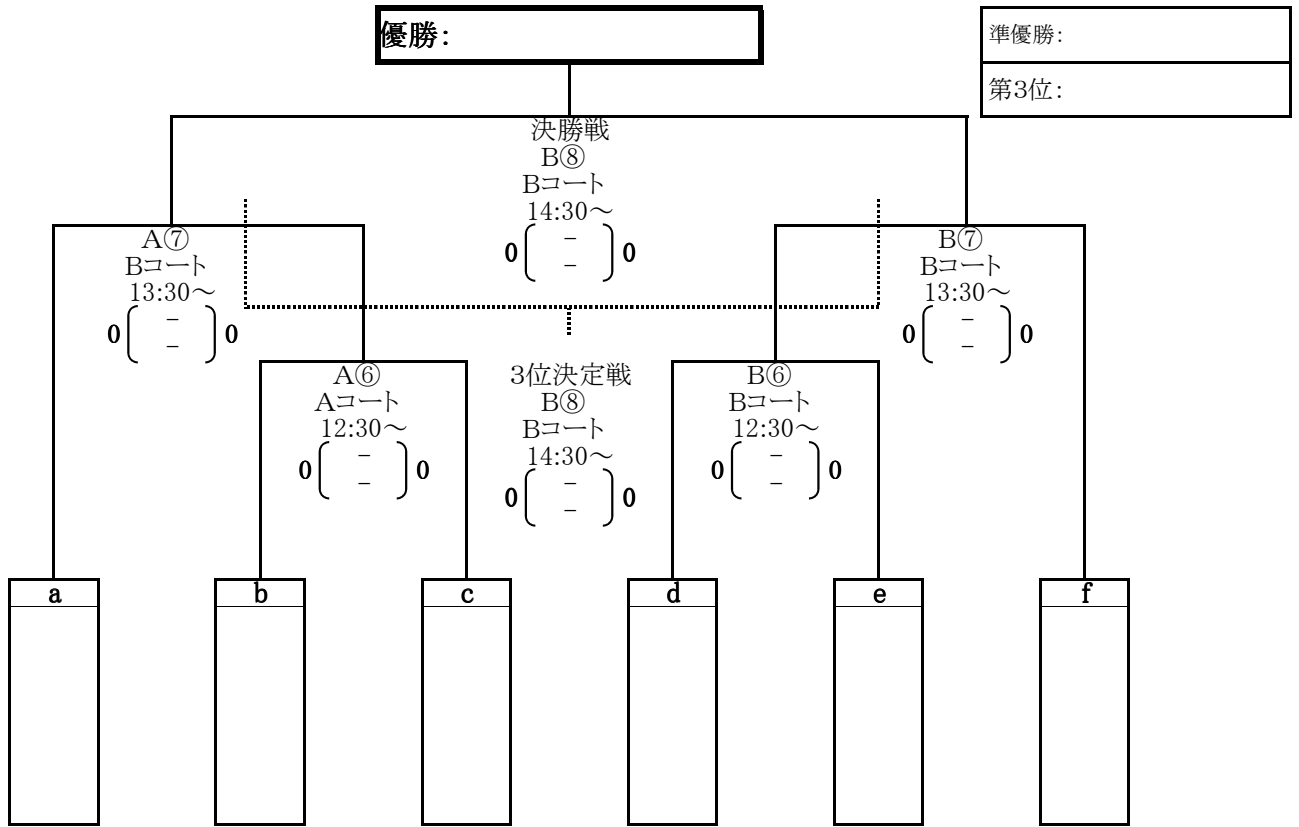 優勝：
準優勝：
第3位：
決勝戦
B⑧
Bコート
14:30～
0 － 0
－
A⑦
Bコート
13:30～
0 － 0
－
B⑦
Bコート
13:30～
0 － 0
－
A⑥
Aコート
12:30～
0 － 0
－
3位決定戦
B⑧
Bコート
14:30～
0 － 0
－
B⑥
Bコート
12:30～
0 － 0
－
a b c d e f